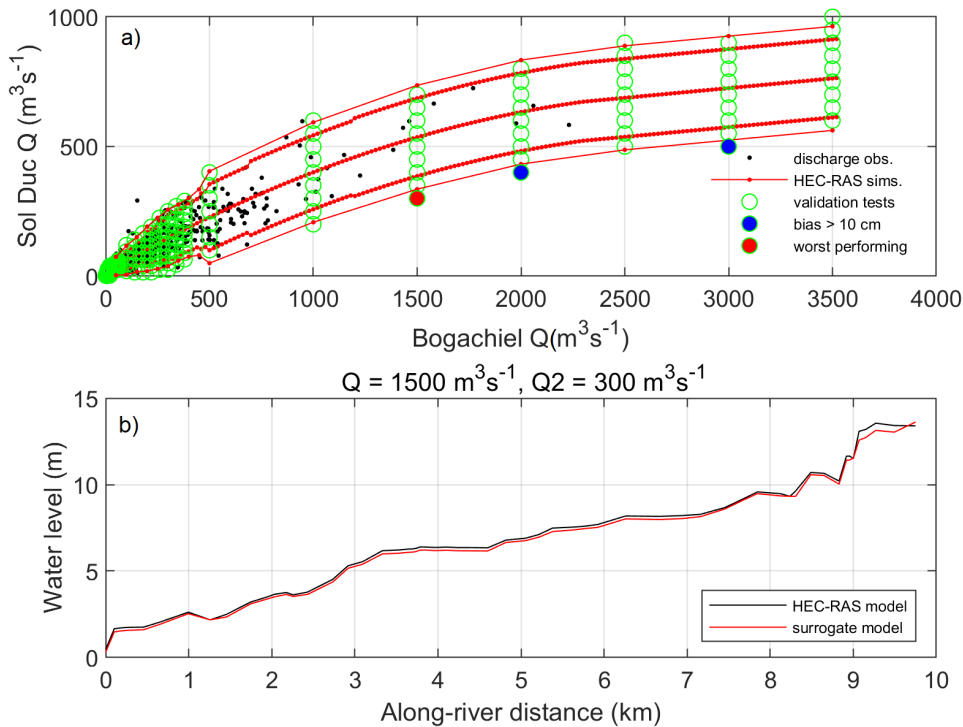 a)
Sol Duc Q (m³s⁻¹)
1000
500
0
0 500 1000 1500 2000 2500 3000 3500 4000
Bogachiel Q(m³s⁻¹)
discharge obs.
HEC-RAS sims.
validation tests
bias > 10 cm
worst performing
Q = 1500 m³s⁻¹, Q2 = 300 m³s⁻¹
b)
Water level (m)
15
10
5
0
0 1 2 3 4 5 6 7 8 9 10
Along-river distance (km)
HEC-RAS model
surrogate model